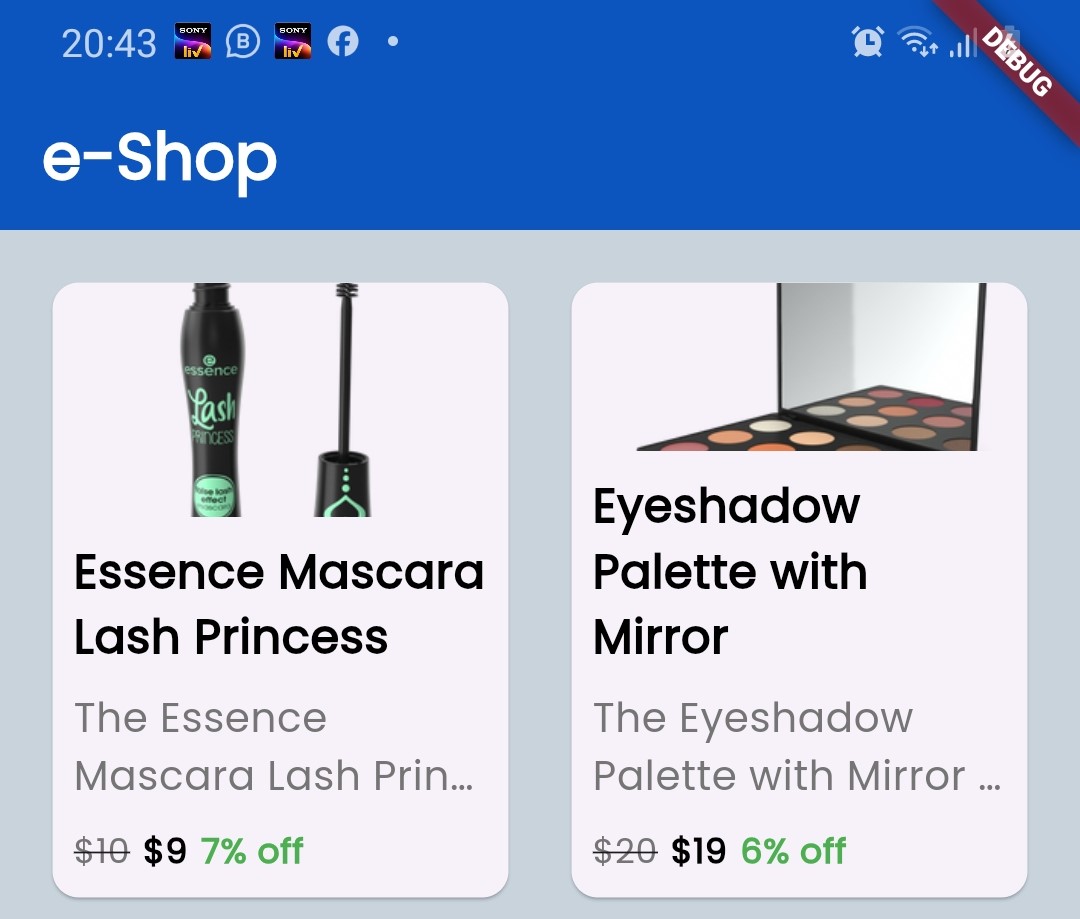 20:43
SONY
liv
B
SONY
liv
DEBUG
e-Shop
essence
Lash
PRINCESS
false lash
effect
mascara
Essence Mascara
Lash Princess
The Essence
Mascara Lash Prin...
$10 $9 7% off
Eyeshadow
Palette with
Mirror
The Eyeshadow
Palette with Mirror ...
$20 $19 6% off